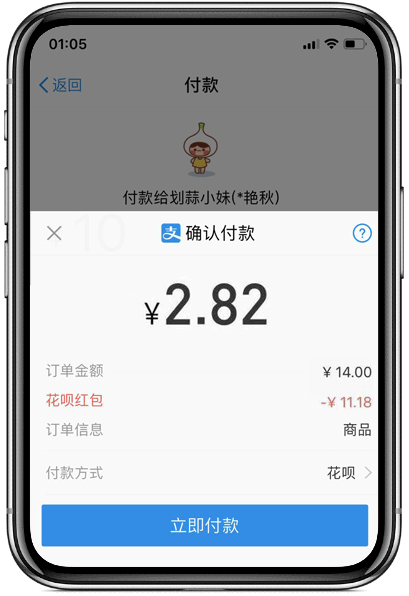 01:05
返回
付款
付款给划蒜小妹(*艳秋)
10
确认付款
?
¥2.82
订单金额 ¥ 14.00
花呗红包 -¥ 11.18
订单信息 商品
付款方式 花呗
立即付款